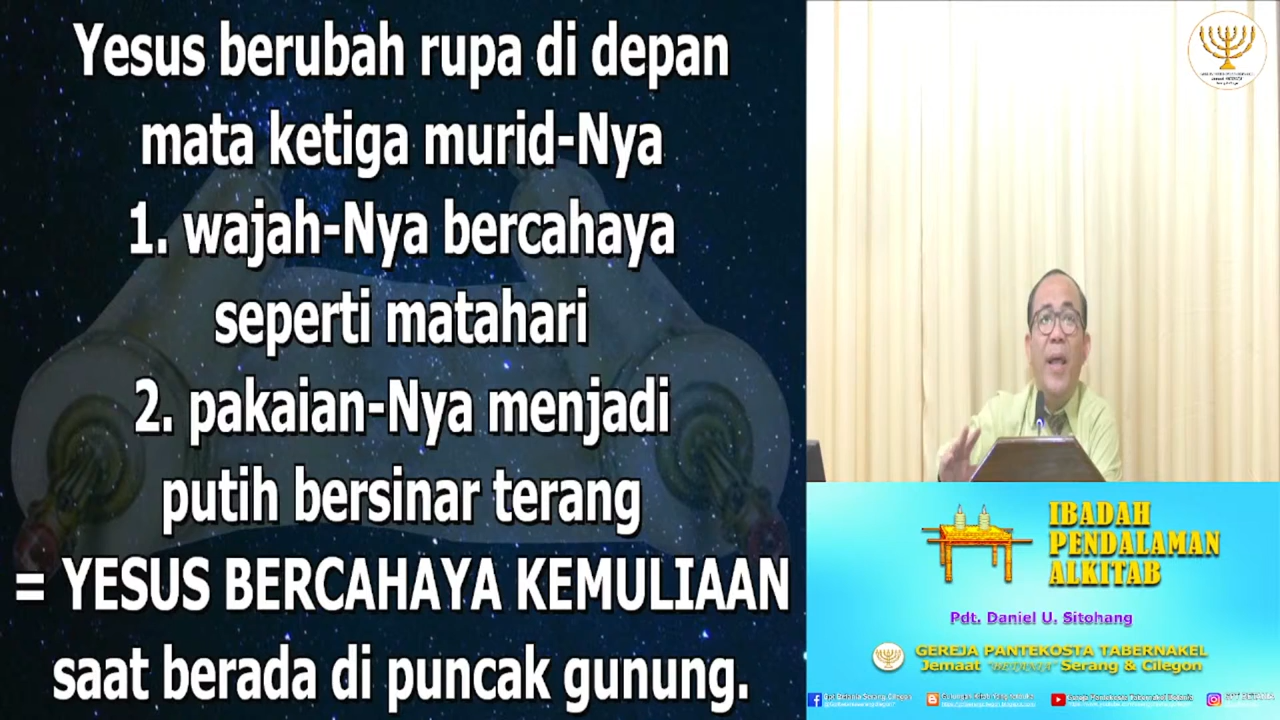 Yesus berubah rupa di depan
mata ketiga murid-Nya
1. wajah-Nya bercahaya
seperti matahari
2. pakaian-Nya menjadi
putih bersinar terang
= YESUS BERCAHAYA KEMULIAAN
saat berada di puncak gunung.
IBADAH
PENDALAMAN
ALKITAB
Pdt. Daniel U. Sitohang
GEREJA PANTEKOSTA TABERNAKEL
Jemaat "BETANIA" Serang & Cilegon